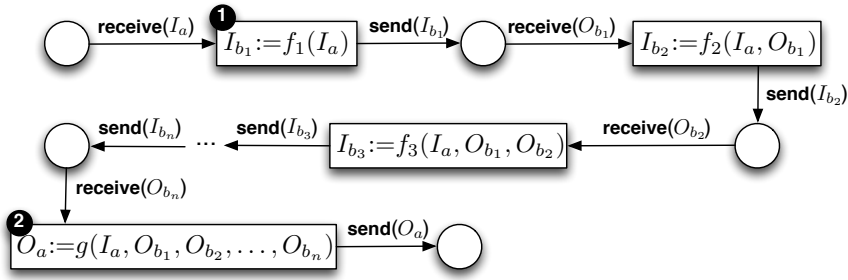 1
receive(I_a) I_{b_1}:=f_1(I_a) send(I_{b_1}) receive(O_{b_1}) I_{b_2}:=f_2(I_a, O_{b_1})
send(I_{b_2})
send(I_{b_n}) ... send(I_{b_3}) I_{b_3}:=f_3(I_a, O_{b_1}, O_{b_2}) receive(O_{b_2})
receive(O_{b_n})
2
O_a:=g(I_a, O_{b_1}, O_{b_2}, ..., O_{b_n}) send(O_a)